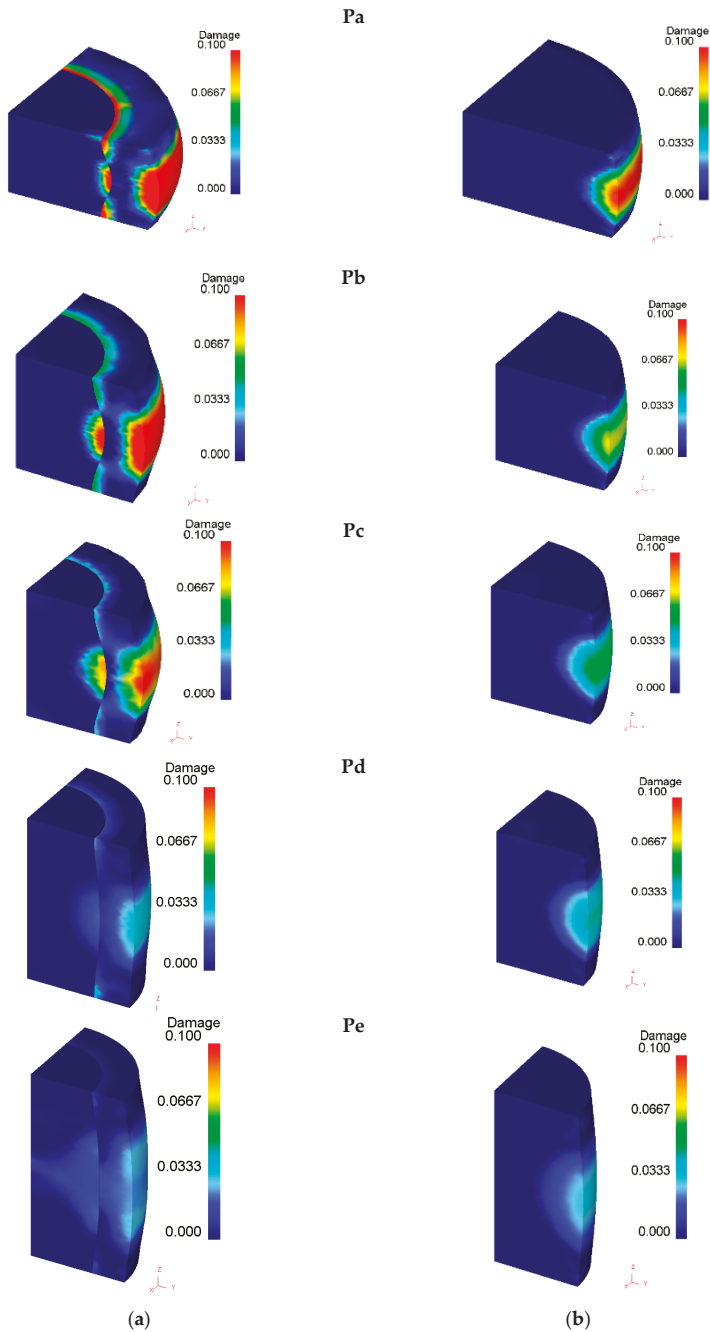 Pa
Damage
0.100
0.0667
0.0333
0.000
Z
X
Y
Damage
0.100
0.0667
0.0333
0.000
Z
X
Y
Pb
Damage
0.100
0.0667
0.0333
0.000
Z
X
Y
Damage
0.100
0.0667
0.0333
0.000
Z
X
Y
Pc
Damage
0.100
0.0667
0.0333
0.000
Z
X
Y
Damage
0.100
0.0667
0.0333
0.000
Z
X
Y
Pd
Damage
0.100
0.0667
0.0333
0.000
Z
Damage
0.100
0.0667
0.0333
0.000
Z
X
Y
Pe
Damage
0.100
0.0667
0.0333
0.000
Z
X
Y
Damage
0.100
0.0667
0.0333
0.000
Z
X
Y
(a)
(b)